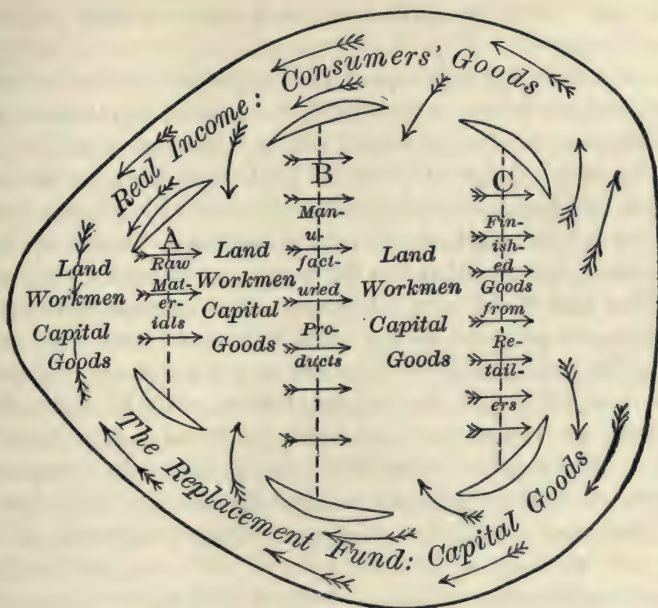 Real Income: Consumers' Goods
A
Raw
Mat-
er-
ials
B
Man-
u-
fact-
ured
Pro-
ducts
C
Fin-
ish-
ed
Goods
from
Re-
tail-
ers
Land
Workmen
Capital
Goods
Land
Workmen
Capital
Goods
Land
Workmen
Capital
Goods
The Replacement Fund: Capital Goods